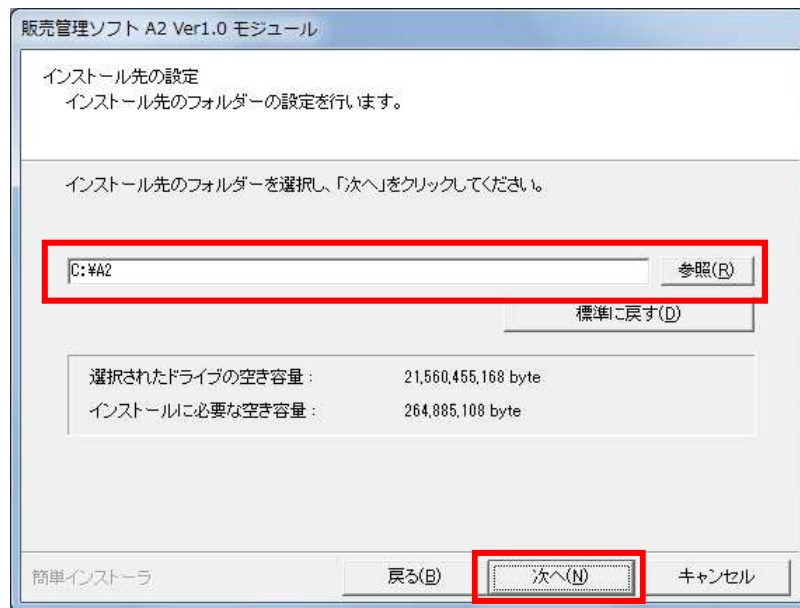 販売管理ソフト A2 Ver1.0 モジュール
インストール先の設定
インストール先のフォルダーの設定を行います。
インストール先のフォルダーを選択し、「次へ」をクリックしてください。
C:¥A2 参照(R)
標準に戻す(D)
選択されたドライブの空き容量： 21,560,455,168 byte
インストールに必要な空き容量： 264,885,108 byte
簡単インストーラ 戻る(B) 次へ(N) キャンセル